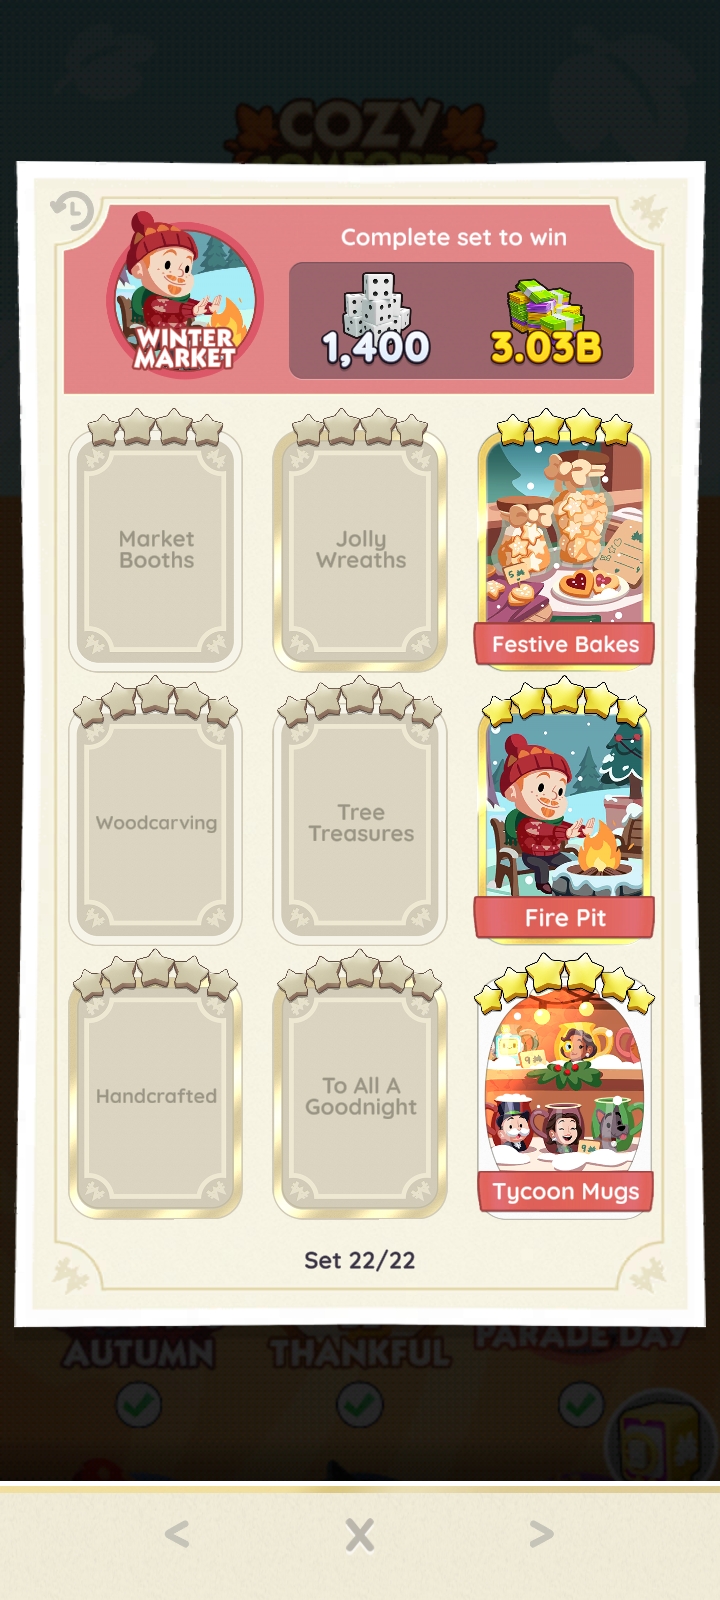 COZY
COMFORTS
Complete set to win
WINTER
MARKET
1,400
3.03B
Market
Booths
Jolly
Wreaths
Festive Bakes
Woodcarving
Tree
Treasures
Fire Pit
Handcrafted
To All A
Goodnight
Tycoon Mugs
Set 22/22
AUTUMN
THANKFUL
PARADE DAY
<
X
>